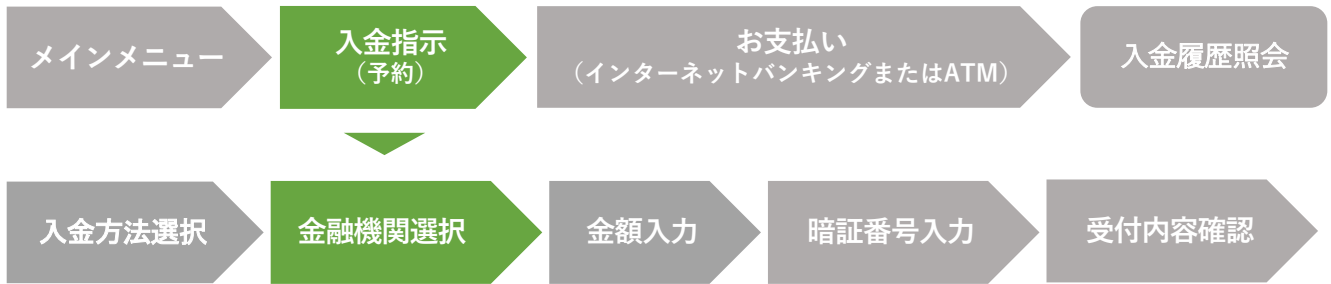 メインメニュー
入金指示
（予約）
お支払い
（インターネットバンキングまたはATM）
入金履歴照会
入金方法選択
金融機関選択
金額入力
暗証番号入力
受付内容確認